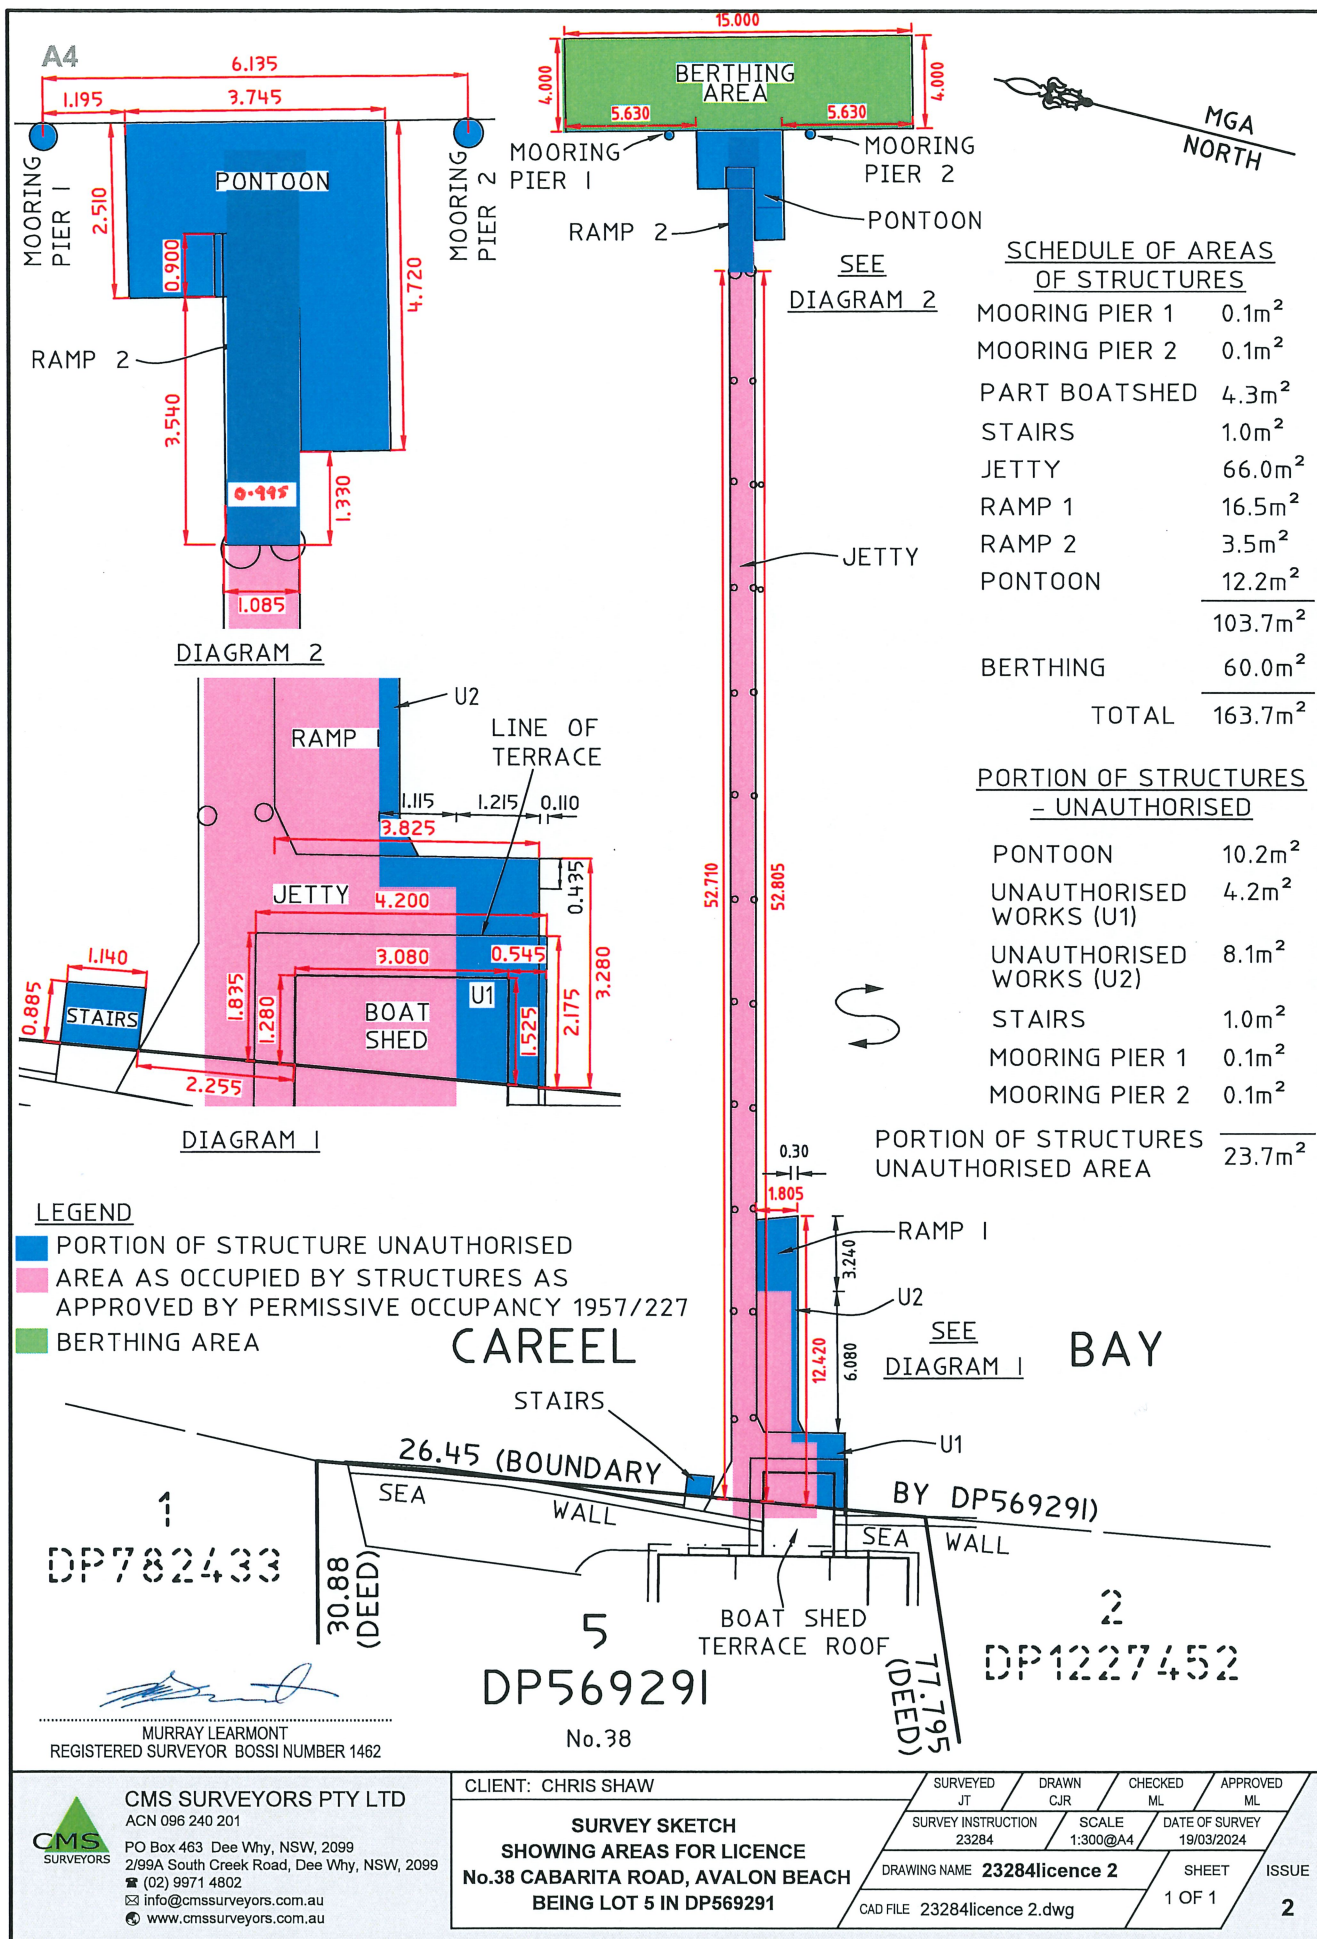 A4
6.135
1.195
3.745
PONTOON
MOORING
PIER 1
MOORING
PIER 2
2.510
0.900
4.720
RAMP 2
3.540
0.995
1.330
1.085
DIAGRAM 2
15.000
4.000
BERTHING
AREA
4.000
5.630
5.630
MOORING
PIER 1
MOORING
PIER 2
RAMP 2
PONTOON
SEE
DIAGRAM 2
MGA
NORTH
SCHEDULE OF AREAS
OF STRUCTURES
MOORING PIER 1 0.1m²
MOORING PIER 2 0.1m²
PART BOATSHED 4.3m²
STAIRS 1.0m²
JETTY 66.0m²
RAMP 1 16.5m²
RAMP 2 3.5m²
PONTOON 12.2m²
103.7m²
BERTHING 60.0m²
TOTAL 163.7m²
PORTION OF STRUCTURES
- UNAUTHORISED
PONTOON 10.2m²
UNAUTHORISED 4.2m²
WORKS (U1)
UNAUTHORISED 8.1m²
WORKS (U2)
STAIRS 1.0m²
MOORING PIER 1 0.1m²
MOORING PIER 2 0.1m²
PORTION OF STRUCTURES
UNAUTHORISED AREA 23.7m²
JETTY
52.710
52.805
U2
RAMP 1
LINE OF
TERRACE
1.115
1.215
0.110
3.825
0.435
JETTY
4.200
3.280
3.080
0.545
1.140
0.885
STAIRS
1.835
1.280
BOAT
SHED
U1
1.525
2.175
2.255
DIAGRAM 1
0.30
1.805
RAMP 1
3.240
U2
12.420
6.080
SEE
DIAGRAM 1
U1
LEGEND
PORTION OF STRUCTURE UNAUTHORISED
AREA AS OCCUPIED BY STRUCTURES AS
APPROVED BY PERMISSIVE OCCUPANCY 1957/227
BERTHING AREA
CAREEL
BAY
STAIRS
26.45 (BOUNDARY
BY DP569291)
SEA
WALL
SEA
WALL
1
DP782433
30.88
(DEED)
5
DP569291
No.38
BOAT SHED
TERRACE ROOF
77.795
(DEED)
2
DP1227452
MURRAY LEARMONT
REGISTERED SURVEYOR BOSSI NUMBER 1462
CMS
SURVEYORS
CMS SURVEYORS PTY LTD
ACN 096 240 201
PO Box 463 Dee Why, NSW, 2099
2/99A South Creek Road, Dee Why, NSW, 2099
(02) 9971 4802
info@cmssurveyors.com.au
www.cmssurveyors.com.au
CLIENT: CHRIS SHAW
SURVEY SKETCH
SHOWING AREAS FOR LICENCE
No.38 CABARITA ROAD, AVALON BEACH
BEING LOT 5 IN DP569291
SURVEYED
JT
DRAWN
CJR
CHECKED
ML
APPROVED
ML
SURVEY INSTRUCTION
23284
SCALE
1:300@A4
DATE OF SURVEY
19/03/2024
DRAWING NAME 23284licence 2
CAD FILE 23284licence 2.dwg
SHEET
1 OF 1
ISSUE
2